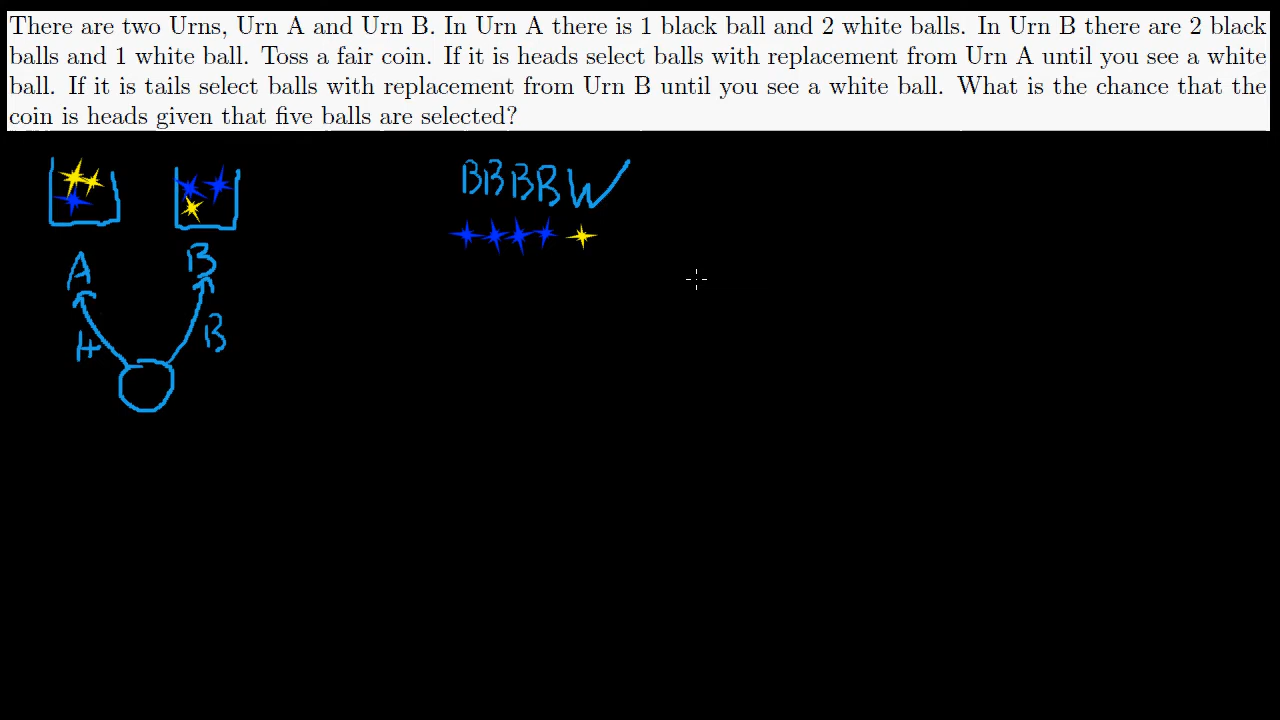 There are two Urns, Urn A and Urn B. In Urn A there is 1 black ball and 2 white balls. In Urn B there are 2 black
balls and 1 white ball. Toss a fair coin. If it is heads select balls with replacement from Urn A until you see a white
ball. If it is tails select balls with replacement from Urn B until you see a white ball. What is the chance that the
coin is heads given that five balls are selected?
BBBBW
A B
H B